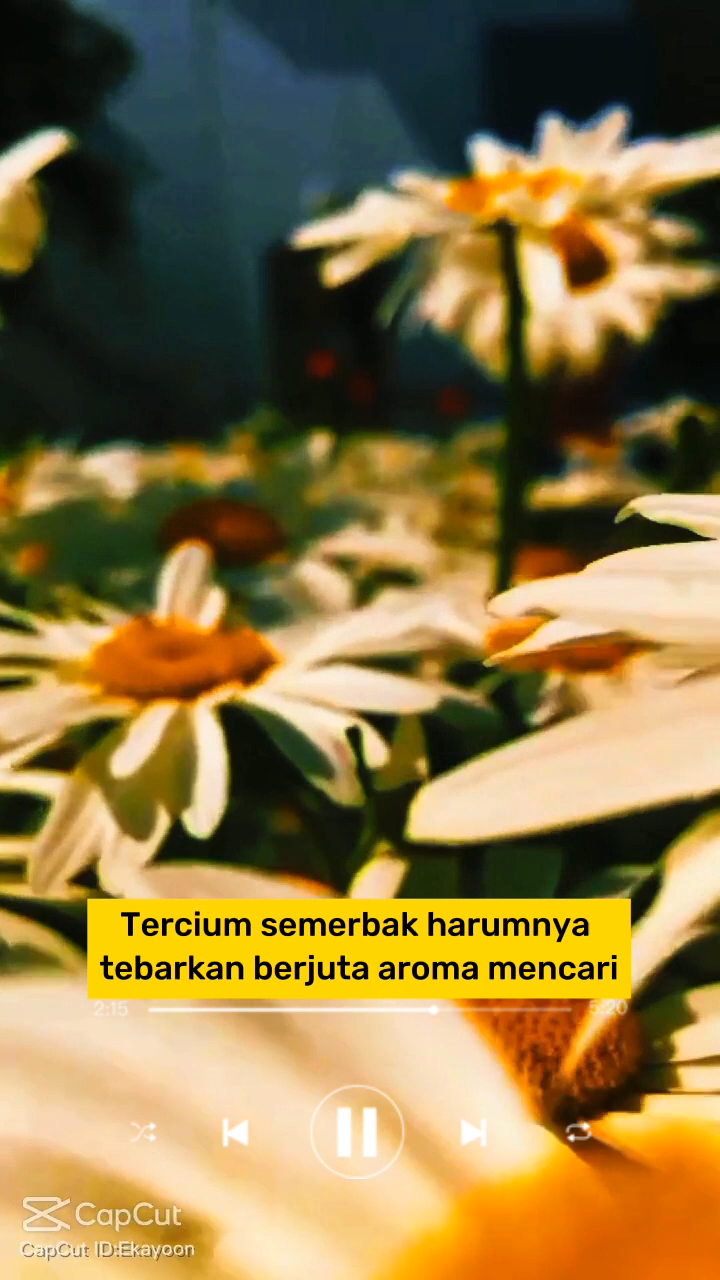 Tercium semerbak harumnya
tebarkan berjuta aroma mencari
2:15 5:20
CapCut
CapCut ID:Ekayoon